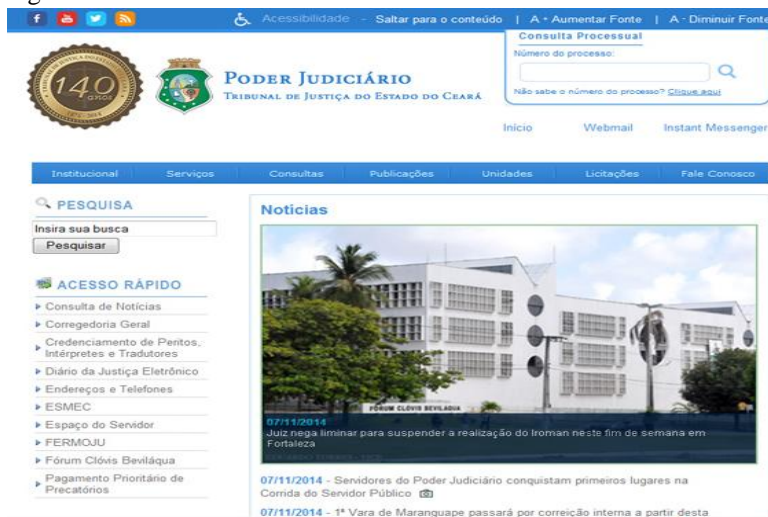 Acessibilidade - Saltar para o conteúdo | A + Aumentar Fonte | A - Diminuir Fonte
Consulta Processual
Número do processo:
Não sabe o número do processo? Clique aqui
140
anos
PODER JUDICIÁRIO
TRIBUNAL DE JUSTIÇA DO ESTADO DO CEARÁ
Início Webmail Instant Messenger
Institucional Serviços Consultas Publicações Unidades Licitações Fale Conosco
PESQUISA
Insira sua busca
Pesquisar
ACESSO RÁPIDO
Consulta de Notícias
Corregedoria Geral
Credenciamento de Peritos,
Intérpretes e Tradutores
Diário da Justiça Eletrônico
Endereços e Telefones
ESMEC
Espaço do Servidor
FERMOJU
Fórum Clóvis Beviláqua
Pagamento Prioritário de
Precatórios
Notícias
FÓRUM CLÓVIS BEVILAQUA
07/11/2014
Juiz nega liminar para suspender a realização do Iroman neste fim de semana em
Fortaleza
07/11/2014 - Servidores do Poder Judiciário conquistam primeiros lugares na
Corrida do Servidor Público
07/11/2014 - 1ª Vara de Maranguape passará por correição interna a partir desta